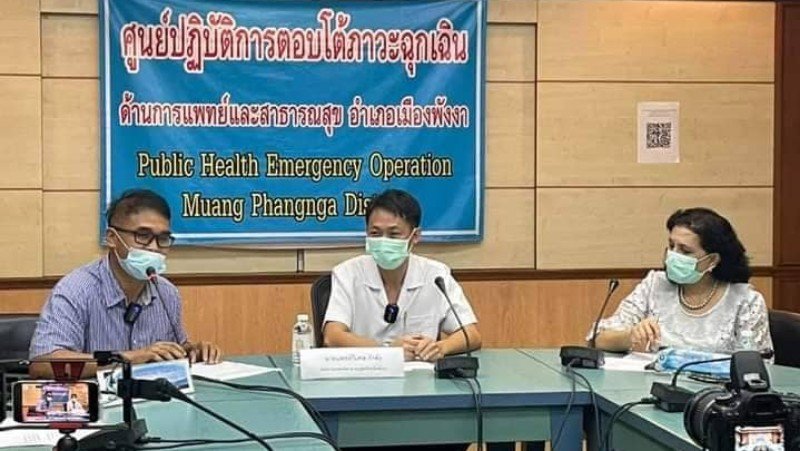 ศูนย์ปฏิบัติการตอบโต้ภาวะฉุกเฉิน
ด้านการแพทย์และสาธารณสุข อำเภอเมืองพังงา
Public Health Emergency Operation
Muang Phangnga